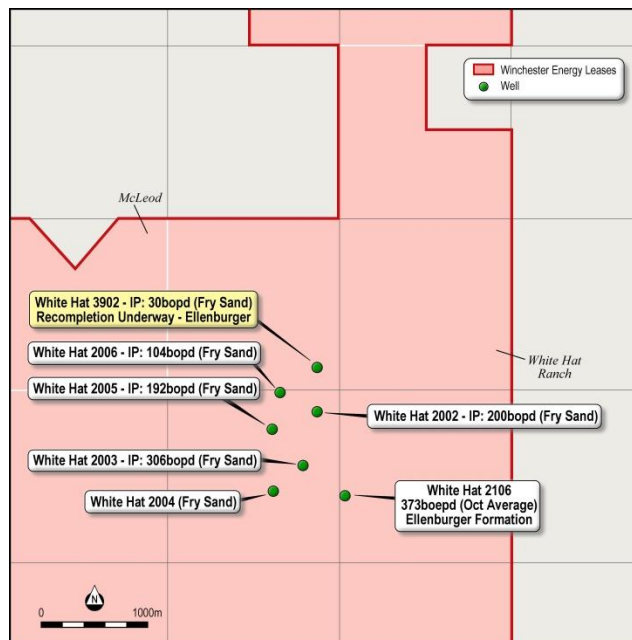 Winchester Energy Leases
Well
McLeod
White Hat 3902 - IP: 30bopd (Fry Sand)
Recompletion Underway - Ellenburger
White Hat 2006 - IP: 104bopd (Fry Sand)
White Hat
Ranch
White Hat 2005 - IP: 192bopd (Fry Sand)
White Hat 2002 - IP: 200bopd (Fry Sand)
White Hat 2003 - IP: 306bopd (Fry Sand)
White Hat 2004 (Fry Sand)
White Hat 2106
373boepd (Oct Average)
Ellenburger Formation
N
0 1000m